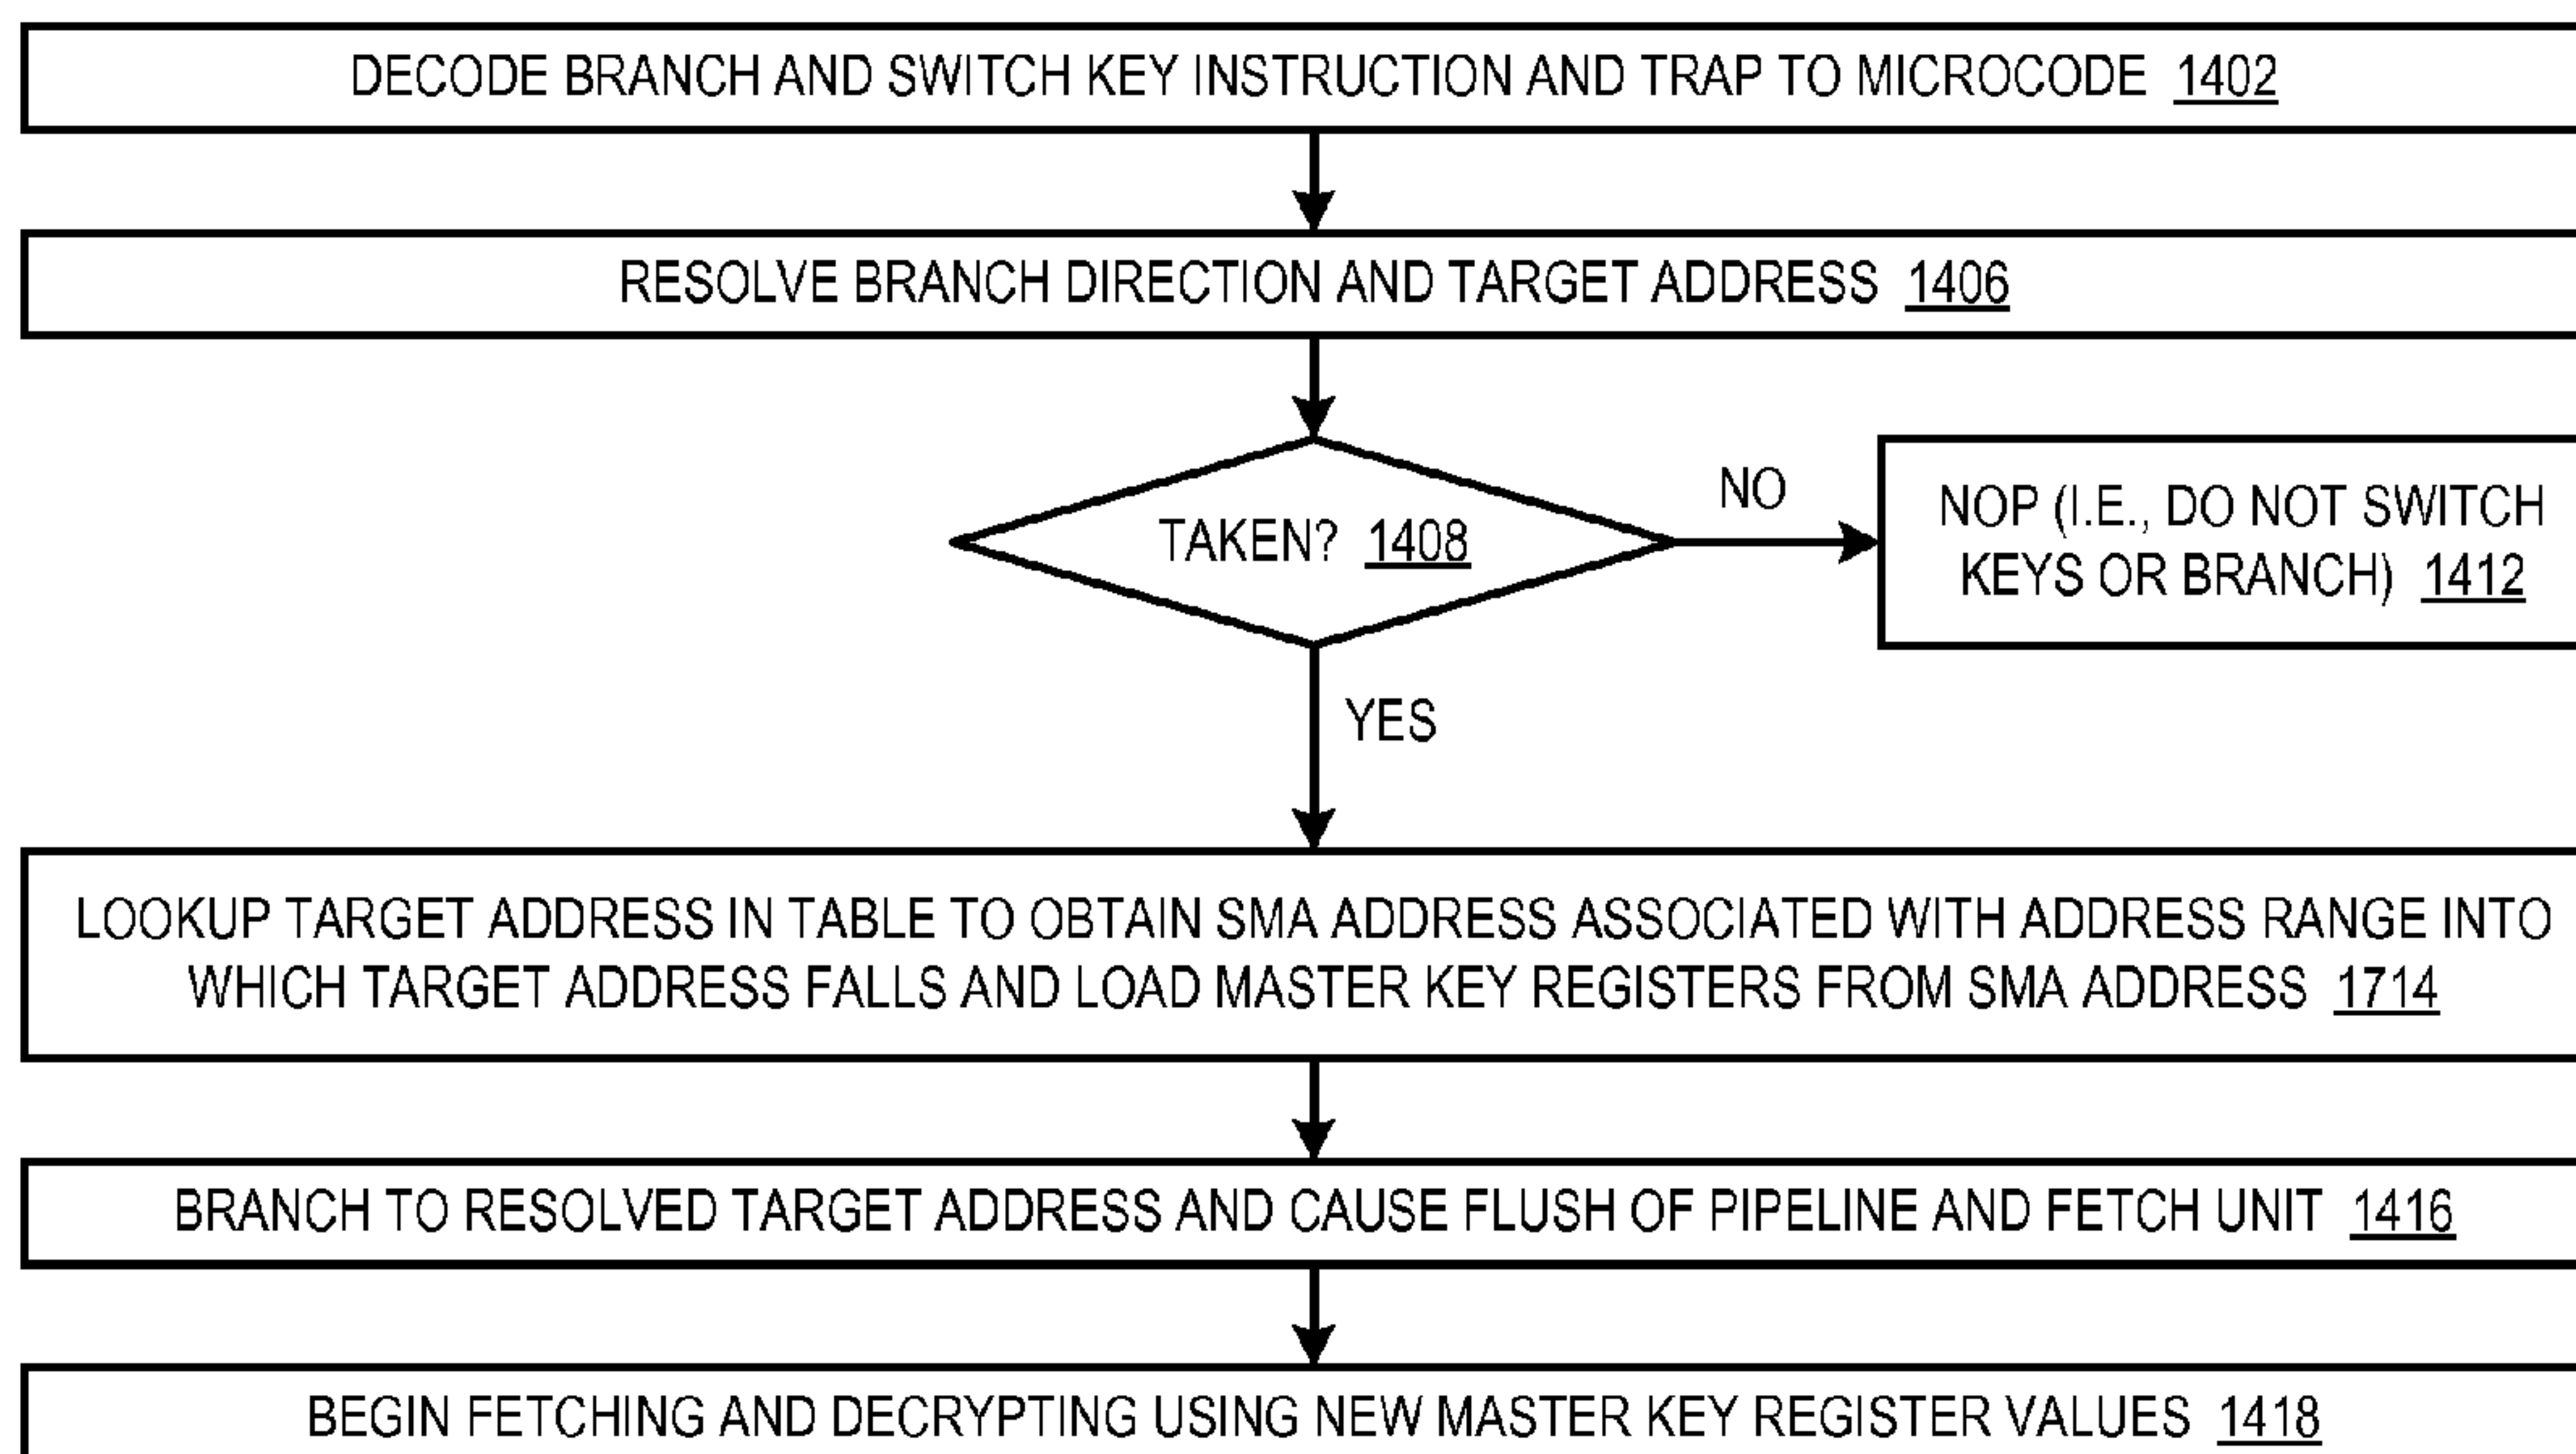 DECODE BRANCH AND SWITCH KEY INSTRUCTION AND TRAP TO MICROCODE 1402
RESOLVE BRANCH DIRECTION AND TARGET ADDRESS 1406
TAKEN? 1408
NO
NOP (I.E., DO NOT SWITCH
KEYS OR BRANCH) 1412
YES
LOOKUP TARGET ADDRESS IN TABLE TO OBTAIN SMA ADDRESS ASSOCIATED WITH ADDRESS RANGE INTO
WHICH TARGET ADDRESS FALLS AND LOAD MASTER KEY REGISTERS FROM SMA ADDRESS 1714
BRANCH TO RESOLVED TARGET ADDRESS AND CAUSE FLUSH OF PIPELINE AND FETCH UNIT 1416
BEGIN FETCHING AND DECRYPTING USING NEW MASTER KEY REGISTER VALUES 1418